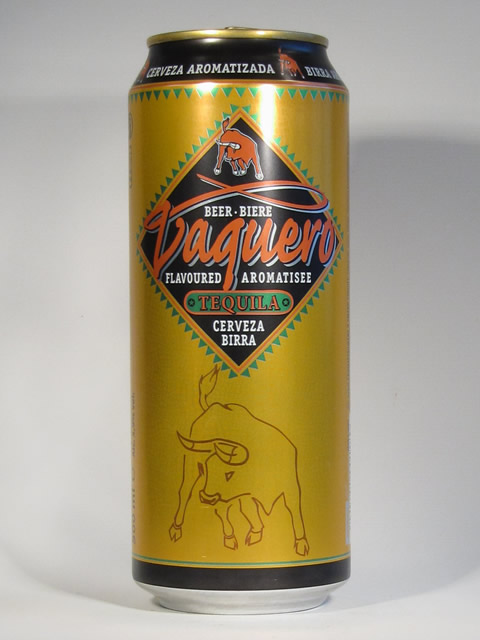 CERVEZA AROMATIZADA BIRRA
BEER · BIERE
Vaquero
FLAVOURED AROMATISEE
TEQUILA
CERVEZA
BIRRA